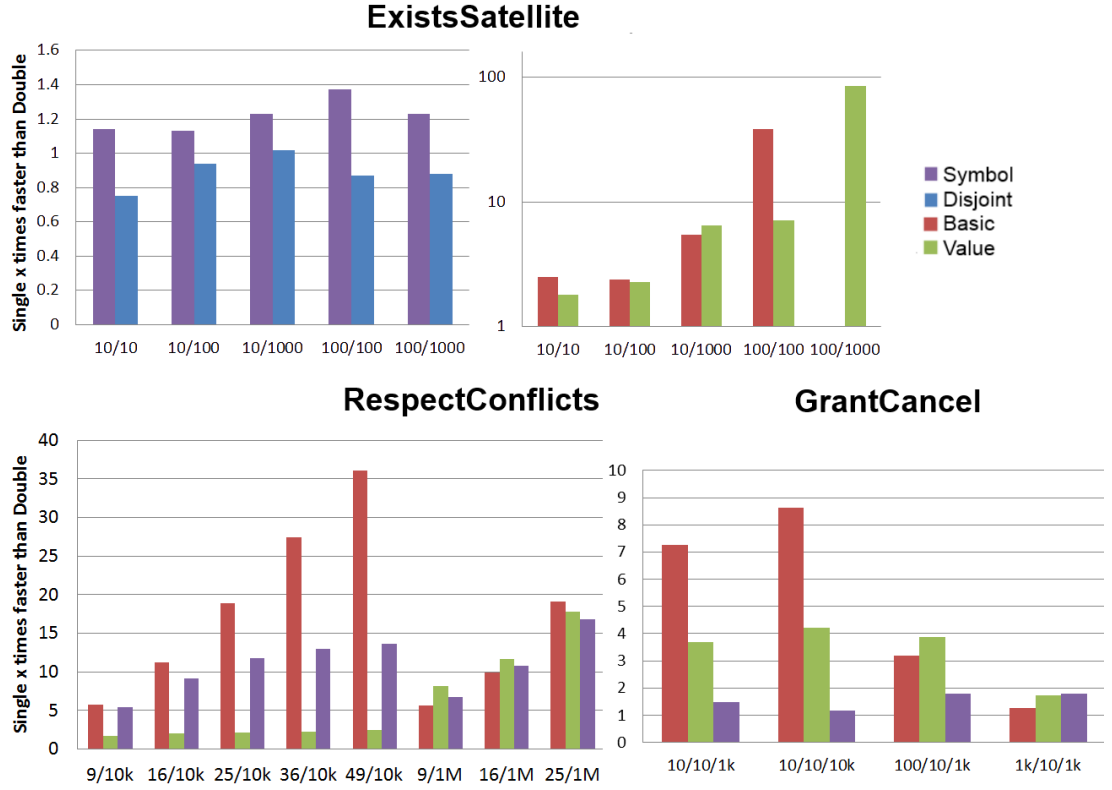 ExistsSatellite
Single x times faster than Double
1.6
1.4
1.2
1
0.8
0.6
0.4
0.2
0
10/10 10/100 10/1000 100/100 100/1000
100
10
1
10/10 10/100 10/1000 100/100 100/1000
Symbol
Disjoint
Basic
Value
RespectConflicts
Single x times faster than Double
40
35
30
25
20
15
10
5
0
9/10k 16/10k 25/10k 36/10k 49/10k 9/1M 16/1M 25/1M
GrantCancel
10
9
8
7
6
5
4
3
2
1
0
10/10/1k 10/10/10k 100/10/1k 1k/10/1k